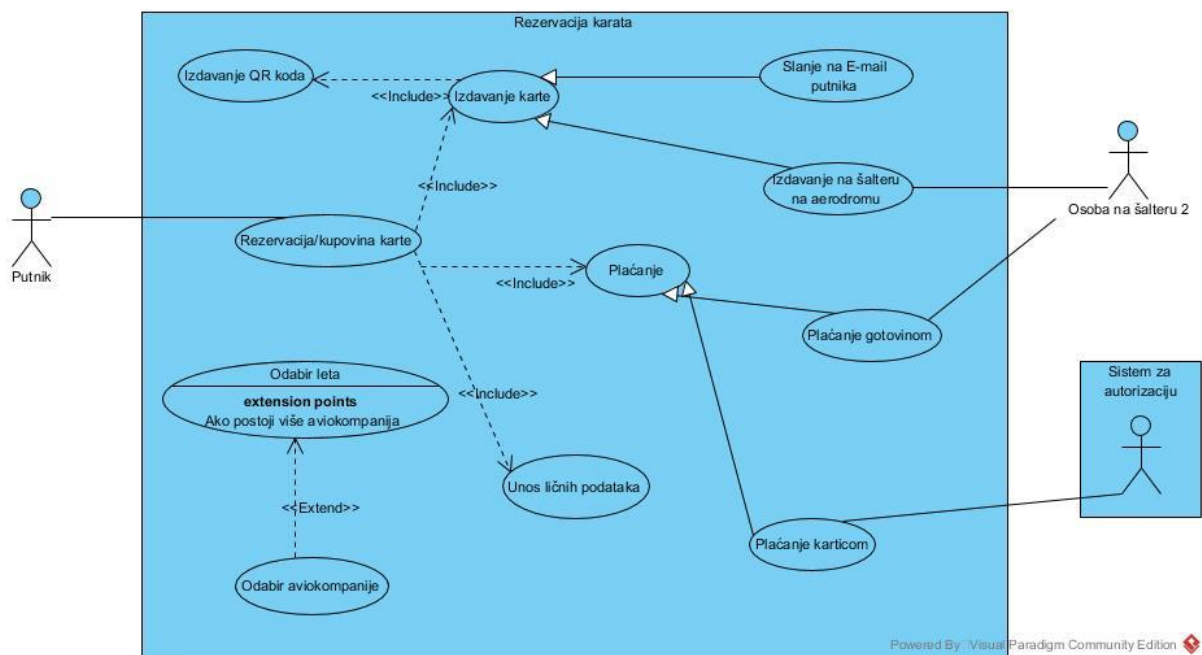 Rezervacija karata
Izdavanje QR koda
<<Include>>
Izdavanje karte
Slanje na E-mail
putnika
<<Include>>
Izdavanje na šalteru
na aerodromu
Osoba na šalteru 2
Putnik
Rezervacija/kupovina karte
<<Include>>
Plaćanje
Plaćanje gotovinom
Odabir leta
extension points
Ako postoji više aviokompanija
<<Include>>
Sistem za
autorizaciju
Unos ličnih podataka
<<Extend>>
Plaćanje karticom
Odabir aviokompanije
Powered By Visual Paradigm Community Edition